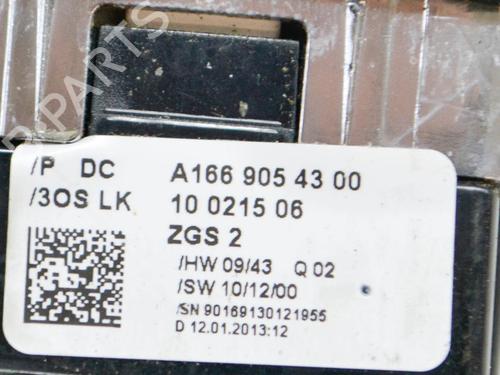 /P DC A166 905 43 00
/3OS LK 10 0215 06
ZGS 2
/HW 09/43 Q 02
/SW 10/12/00
/SN 90169130121955
D 12.01.2013:12